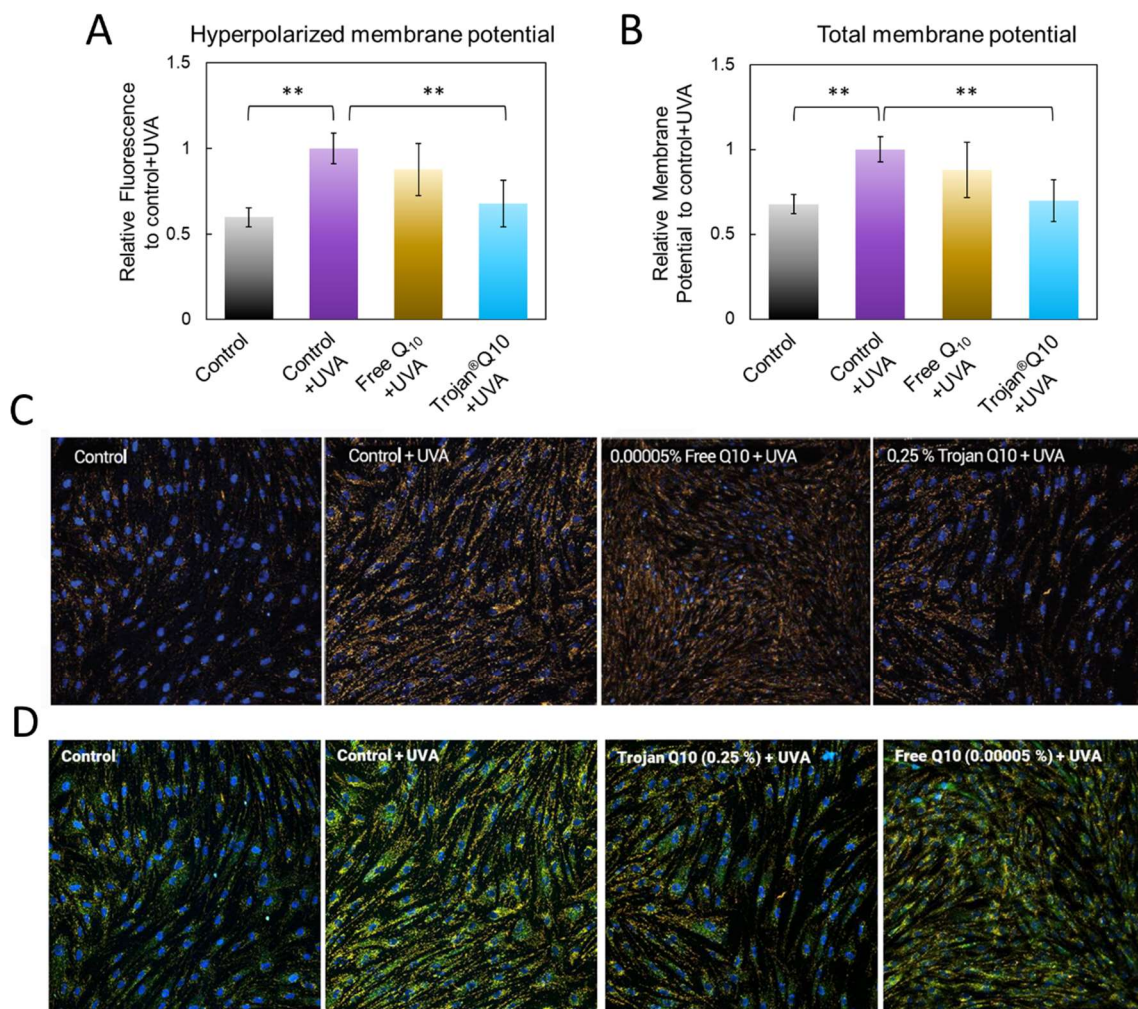 A
Hyperpolarized membrane potential
Relative Fluorescence
to control+UVA
1.5
1
0.5
0
**
**
Control
Control
+UVA
Free Q₁₀
+UVA
Trojan®Q10
+UVA
B
Total membrane potential
Relative Membrane
Potential to control+UVA
1.5
1
0.5
0
**
**
Control
Control
+UVA
Free Q₁₀
+UVA
Trojan®Q10
+UVA
C
Control
Control + UVA
0.00005% Free Q10 + UVA
0.25 % Trojan Q10 + UVA
D
Control
Control + UVA
Trojan Q10 (0.25 %) + UVA
Free Q10 (0.00005 %) + UVA